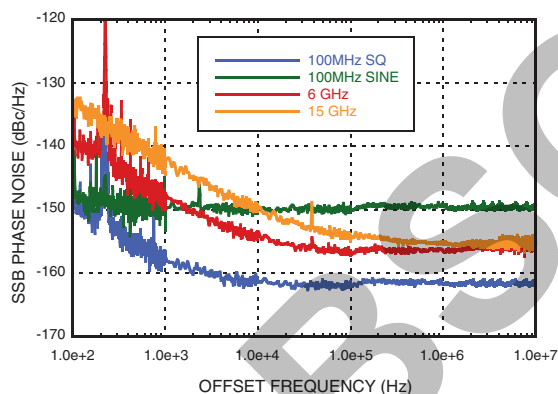 -120
-130
-140
-150
-160
-170
SSB PHASE NOISE (dBc/Hz)
100MHz SQ
100MHz SINE
6 GHz
15 GHz
1.0e+2 1.0e+3 1.0e+4 1.0e+5 1.0e+6 1.0e+7
OFFSET FREQUENCY (Hz)